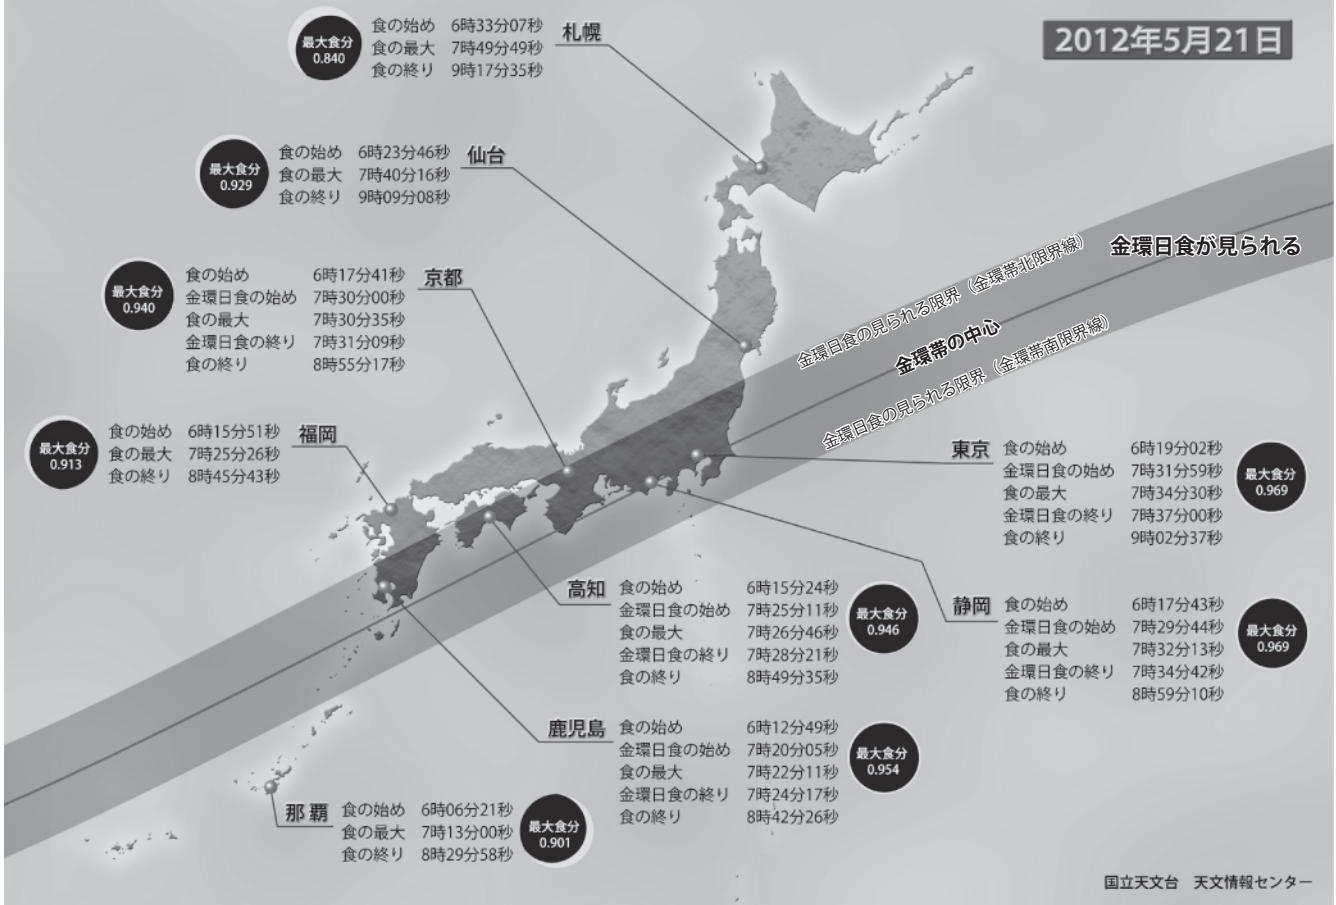 2012年5月21日
最大食分
0.840
食の始め 6時33分07秒
食の最大 7時49分49秒
食の終り 9時17分35秒
札幌
最大食分
0.929
食の始め 6時23分46秒
食の最大 7時40分16秒
食の終り 9時09分08秒
仙台
最大食分
0.940
食の始め 6時17分41秒
金環日食の始め 7時30分00秒
食の最大 7時30分35秒
金環日食の終り 7時31分09秒
食の終り 8時55分17秒
京都
金環日食が見られる
金環日食の見られる限界（金環帯北限界線）
金環帯の中心
金環日食の見られる限界（金環帯南限界線）
最大食分
0.913
食の始め 6時15分51秒
食の最大 7時25分26秒
食の終り 8時45分43秒
福岡
東京
食の始め 6時19分02秒
金環日食の始め 7時31分59秒
食の最大 7時34分30秒
金環日食の終り 7時37分00秒
食の終り 9時02分37秒
最大食分
0.969
高知
食の始め 6時15分24秒
金環日食の始め 7時25分11秒
食の最大 7時26分46秒
金環日食の終り 7時28分21秒
食の終り 8時49分35秒
最大食分
0.946
静岡
食の始め 6時17分43秒
金環日食の始め 7時29分44秒
食の最大 7時32分13秒
金環日食の終り 7時34分42秒
食の終り 8時59分10秒
最大食分
0.969
鹿児島
食の始め 6時12分49秒
金環日食の始め 7時20分05秒
食の最大 7時22分11秒
金環日食の終り 7時24分17秒
食の終り 8時42分26秒
最大食分
0.954
那覇
食の始め 6時06分21秒
食の最大 7時13分00秒
食の終り 8時29分58秒
最大食分
0.901
国立天文台 天文情報センター